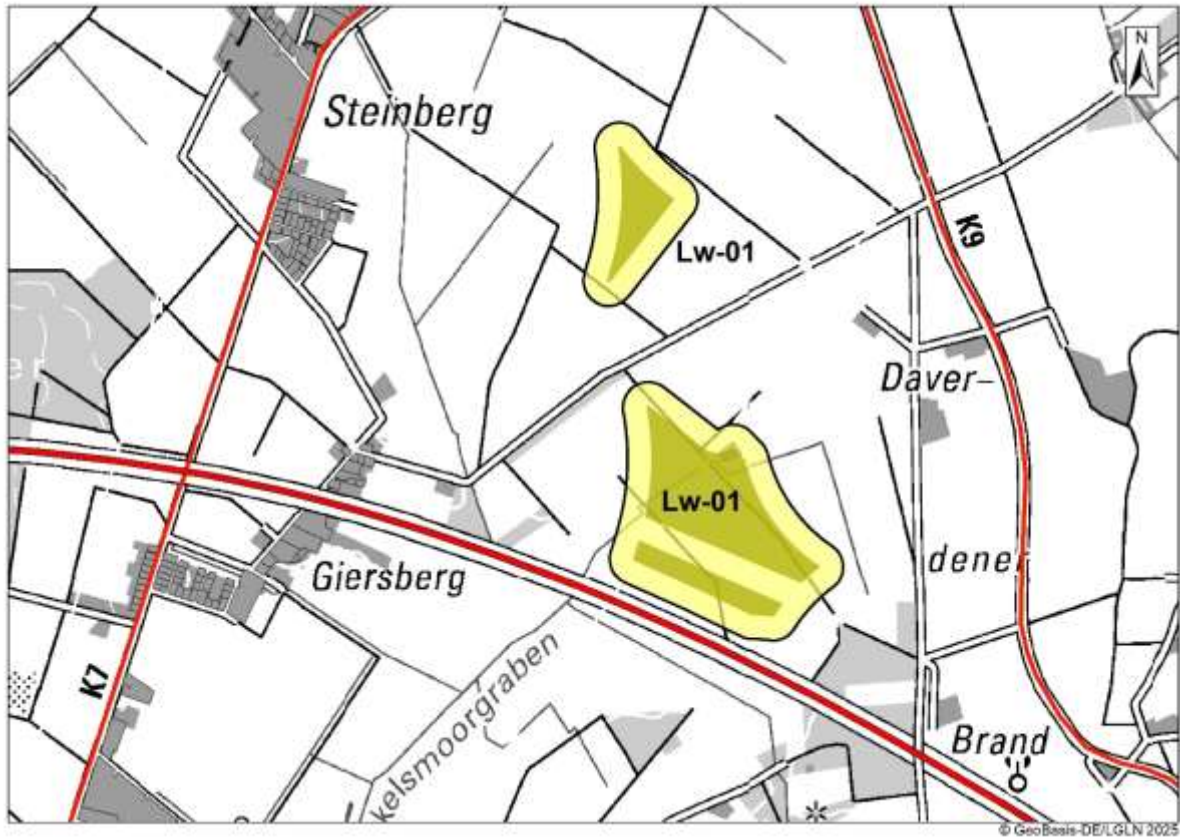 N
Steinberg
Lw-01
K9
Daver-
Lw-01
dener
Giersberg
K7
kelsmoorgraben
Brand
© GeoBasis-DE/LGLN 2025